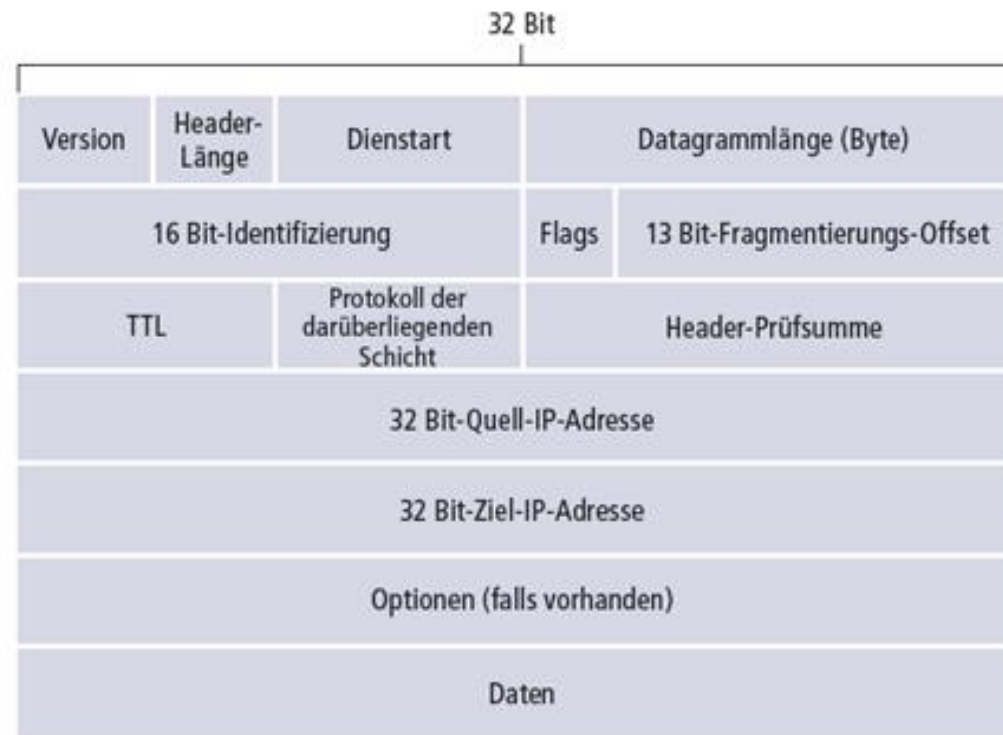 32 Bit
Version
Header-
Länge
Dienstart
Datagrammlänge (Byte)
16 Bit-Identifizierung
Flags
13 Bit-Fragmentierungs-Offset
TTL
Protokoll der
darüberliegenden
Schicht
Header-Prüfsumme
32 Bit-Quell-IP-Adresse
32 Bit-Ziel-IP-Adresse
Optionen (falls vorhanden)
Daten